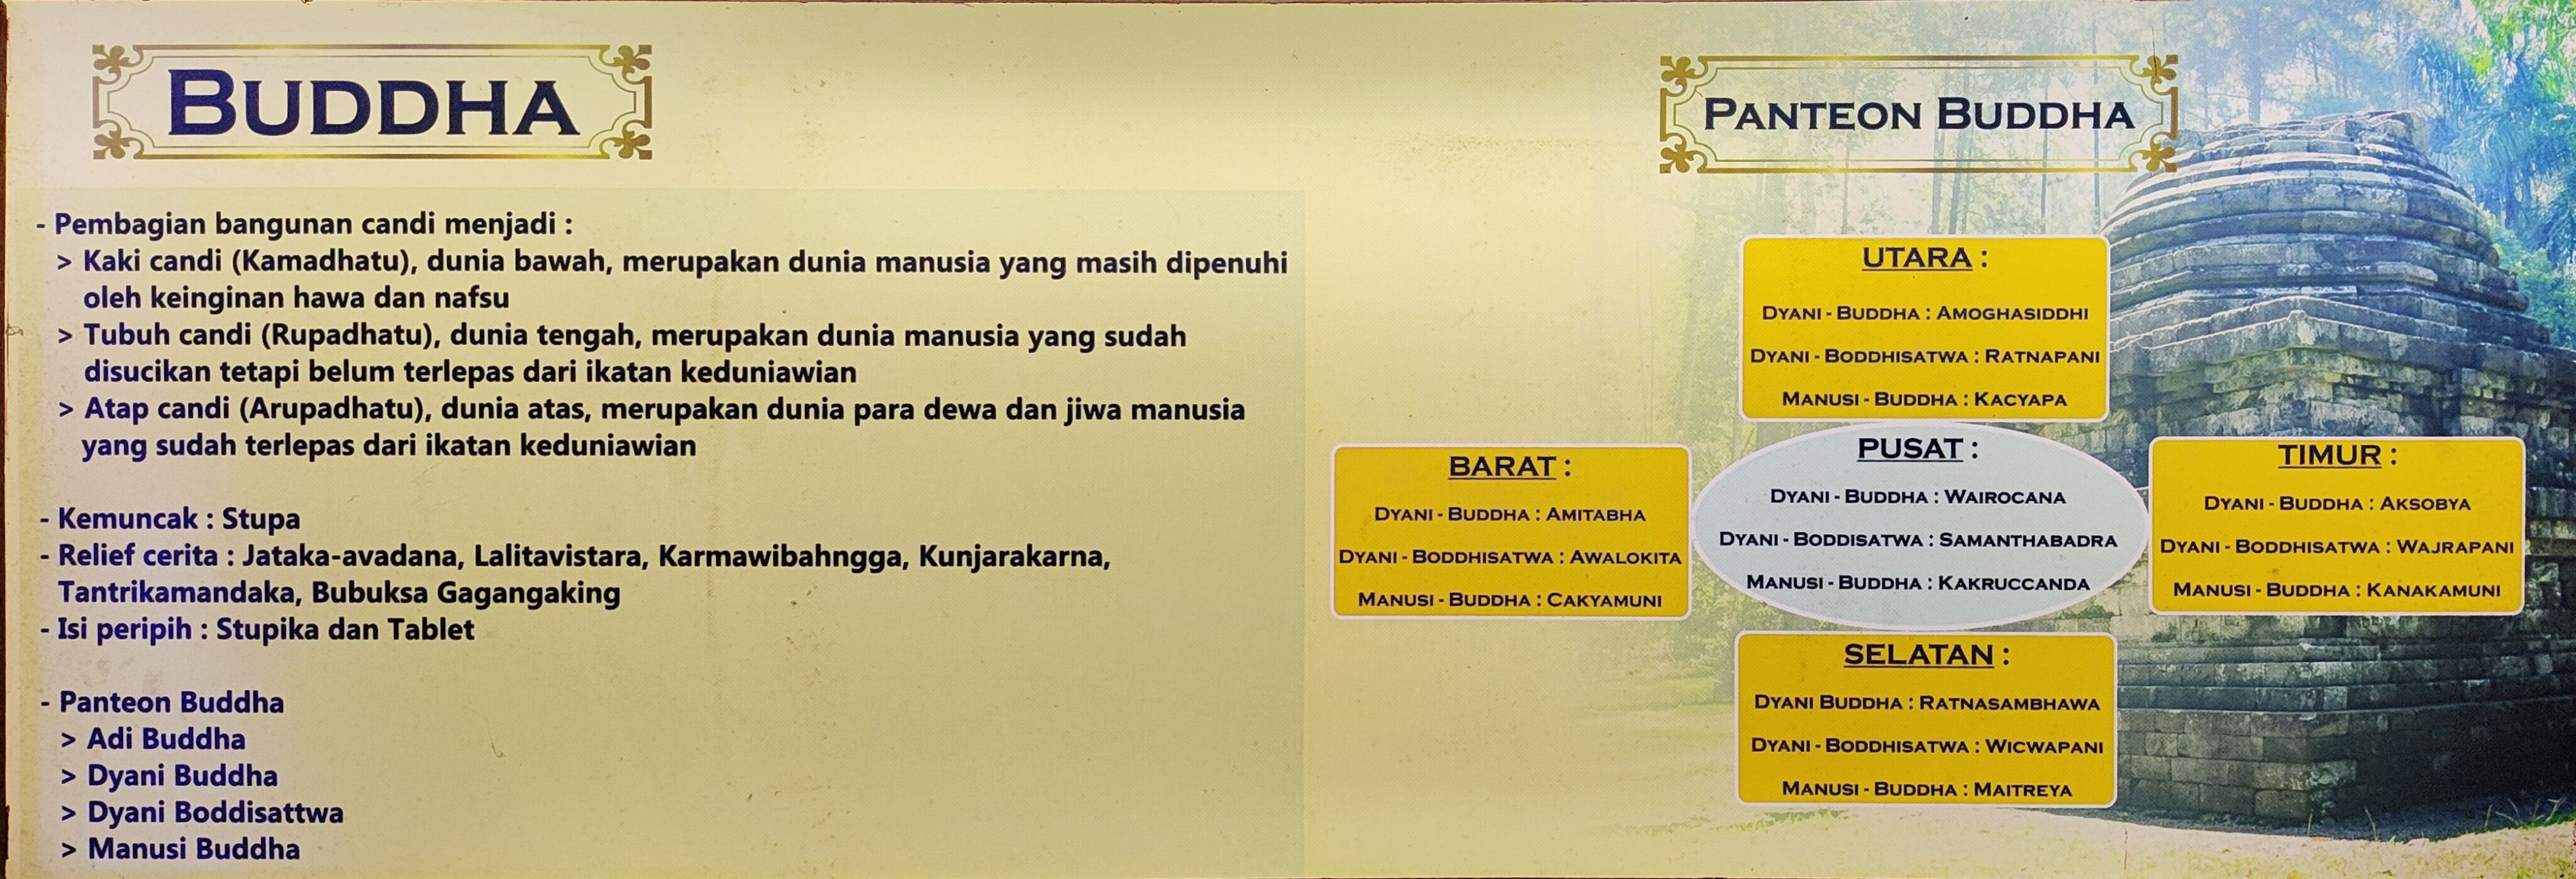 BUDDHA
- Pembagian bangunan candi menjadi :
> Kaki candi (Kamadhatu), dunia bawah, merupakan dunia manusia yang masih dipenuhi
oleh keinginan hawa dan nafsu
> Tubuh candi (Rupadhatu), dunia tengah, merupakan dunia manusia yang sudah
disucikan tetapi belum terlepas dari ikatan keduniawian
> Atap candi (Arupadhatu), dunia atas, merupakan dunia para dewa dan jiwa manusia
yang sudah terlepas dari ikatan keduniawian
- Kemuncak : Stupa
- Relief cerita : Jataka-avadana, Lalitavistara, Karmawibahngga, Kunjarakarna,
Tantrikamandaka, Bubuksa Gagangaking
- Isi peripih : Stupika dan Tablet
- Panteon Buddha
> Adi Buddha
> Dyani Buddha
> Dyani Boddisattwa
> Manusi Buddha
PANTEON BUDDHA
UTARA :
DYANI - BUDDHA : AMOGHASIDDHI
DYANI - BODDHISATWA : RATNAPANI
MANUSI - BUDDHA : KACYAPA
BARAT :
DYANI - BUDDHA : AMITABHA
DYANI - BODDHISATWA : AWALOKITA
MANUSI - BUDDHA : CAKYAMUNI
PUSAT :
DYANI - BUDDHA : WAIROCANA
DYANI - BODDISATWA : SAMANTHABADRA
MANUSI - BUDDHA : KAKRUCCANDA
TIMUR :
DYANI - BUDDHA : AKSOBYA
DYANI - BODDHISATWA : WAJRAPANI
MANUSI - BUDDHA : KANAKAMUNI
SELATAN :
DYANI BUDDHA : RATNASAMBHAWA
DYANI - BODDHISATWA : WICWAPANI
MANUSI - BUDDHA : MAITREYA